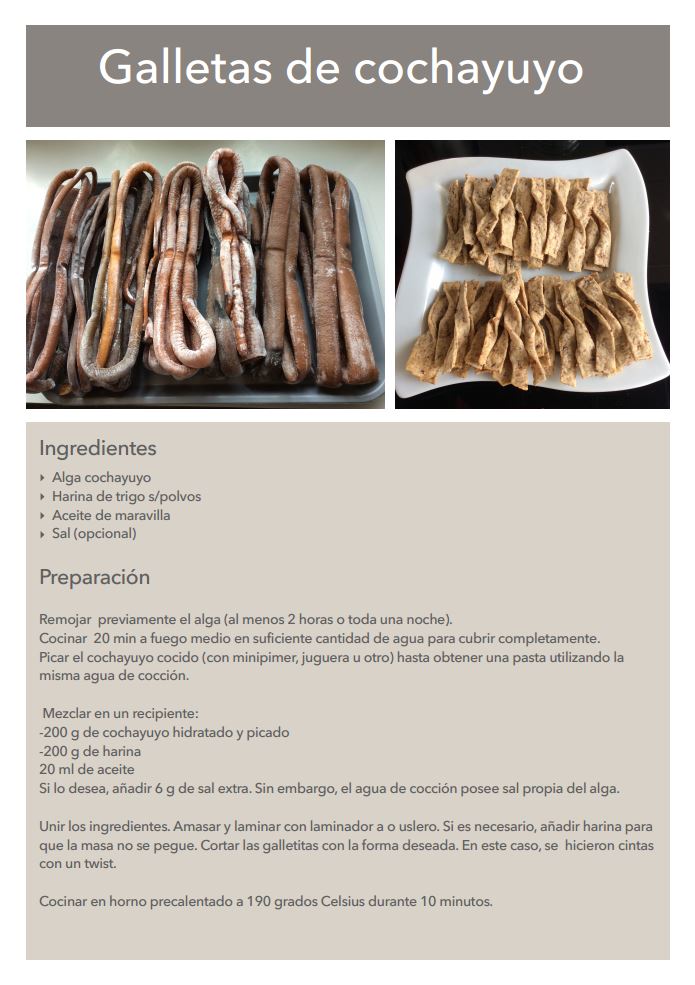 Galletas de cochayuyo
Ingredientes
Alga cochayuyo
Harina de trigo s/polvos
Aceite de maravilla
Sal (opcional)
Preparación
Remojar previamente el alga (al menos 2 horas o toda una noche).
Cocinar 20 min a fuego medio en suficiente cantidad de agua para cubrir completamente.
Picar el cochayuyo cocido (con minipimer, juguera u otro) hasta obtener una pasta utilizando la
misma agua de cocción.
Mezclar en un recipiente:
-200 g de cochayuyo hidratado y picado
-200 g de harina
20 ml de aceite
Si lo desea, añadir 6 g de sal extra. Sin embargo, el agua de cocción posee sal propia del alga.
Unir los ingredientes. Amasar y laminar con laminador a o uslero. Si es necesario, añadir harina para
que la masa no se pegue. Cortar las galletitas con la forma deseada. En este caso, se hicieron cintas
con un twist.
Cocinar en horno precalentado a 190 grados Celsius durante 10 minutos.